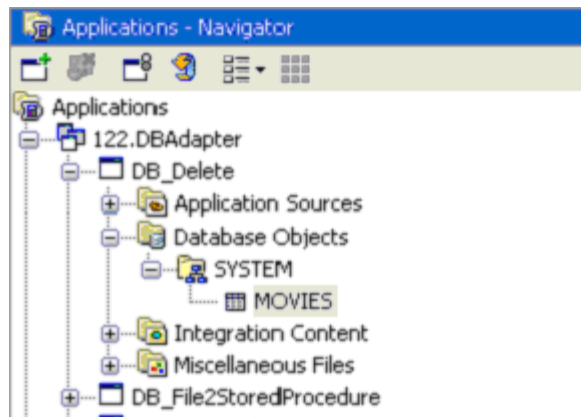 Applications - Navigator
Applications
122.DBAdapter
DB_Delete
Application Sources
Database Objects
SYSTEM
MOVIES
Integration Content
Miscellaneous Files
DB_File2StoredProcedure